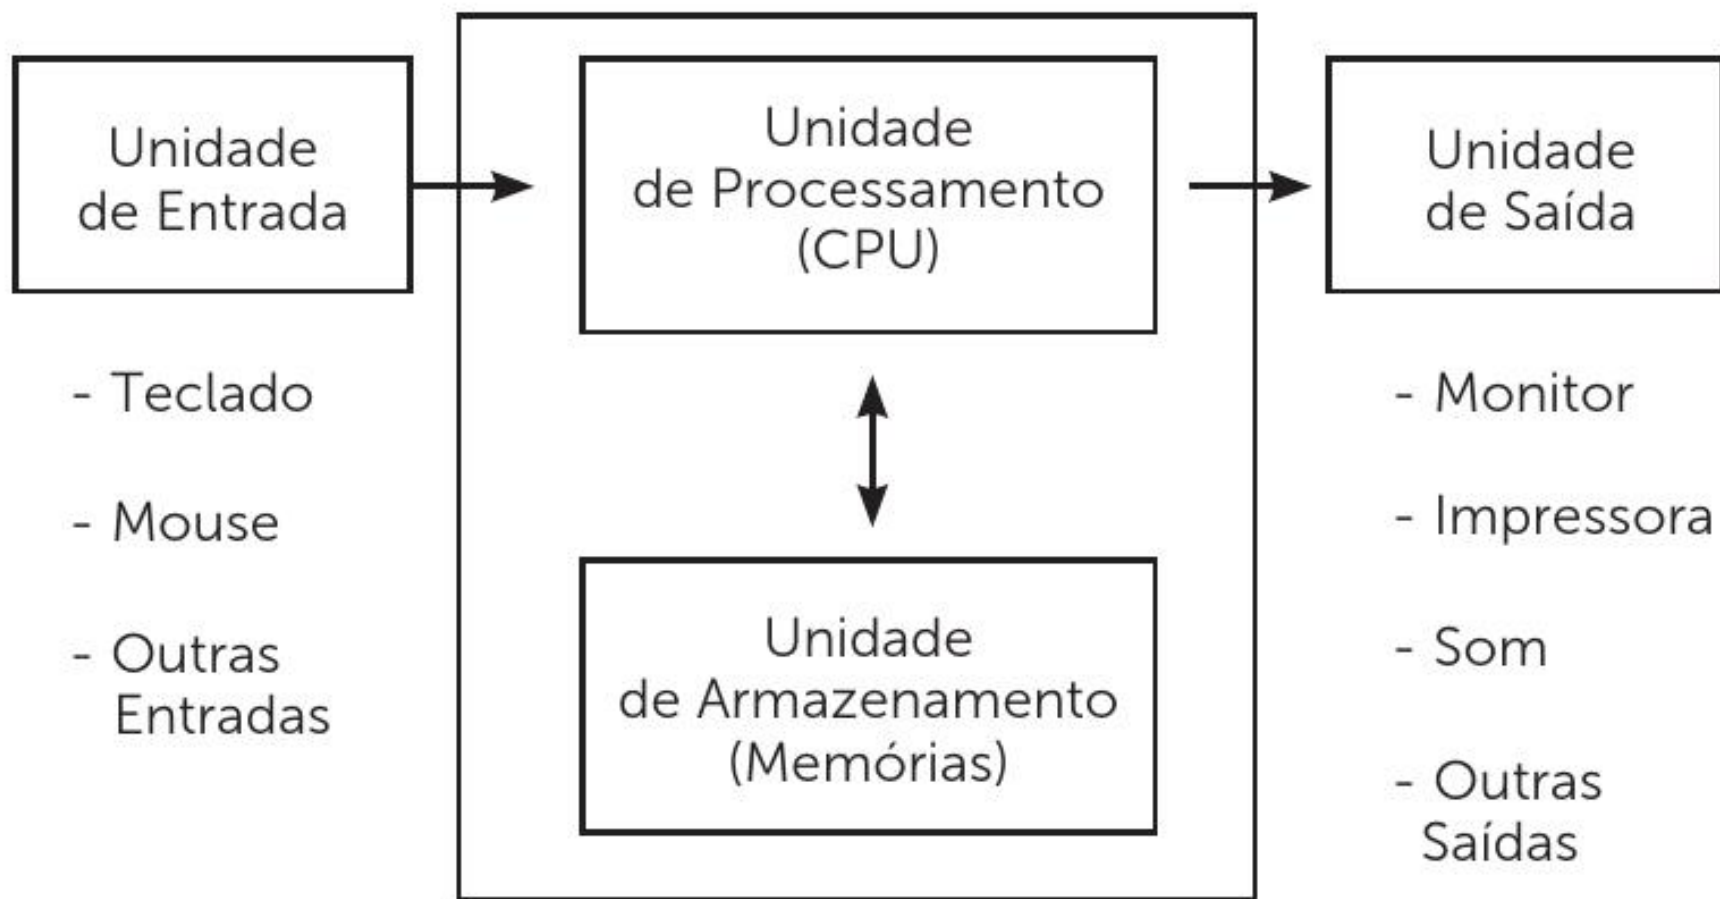 Unidade
de Entrada
- Teclado
- Mouse
- Outras
Entradas
Unidade
de Processamento
(CPU)
Unidade
de Armazenamento
(Memórias)
Unidade
de Saída
- Monitor
- Impressora
- Som
- Outras
Saídas